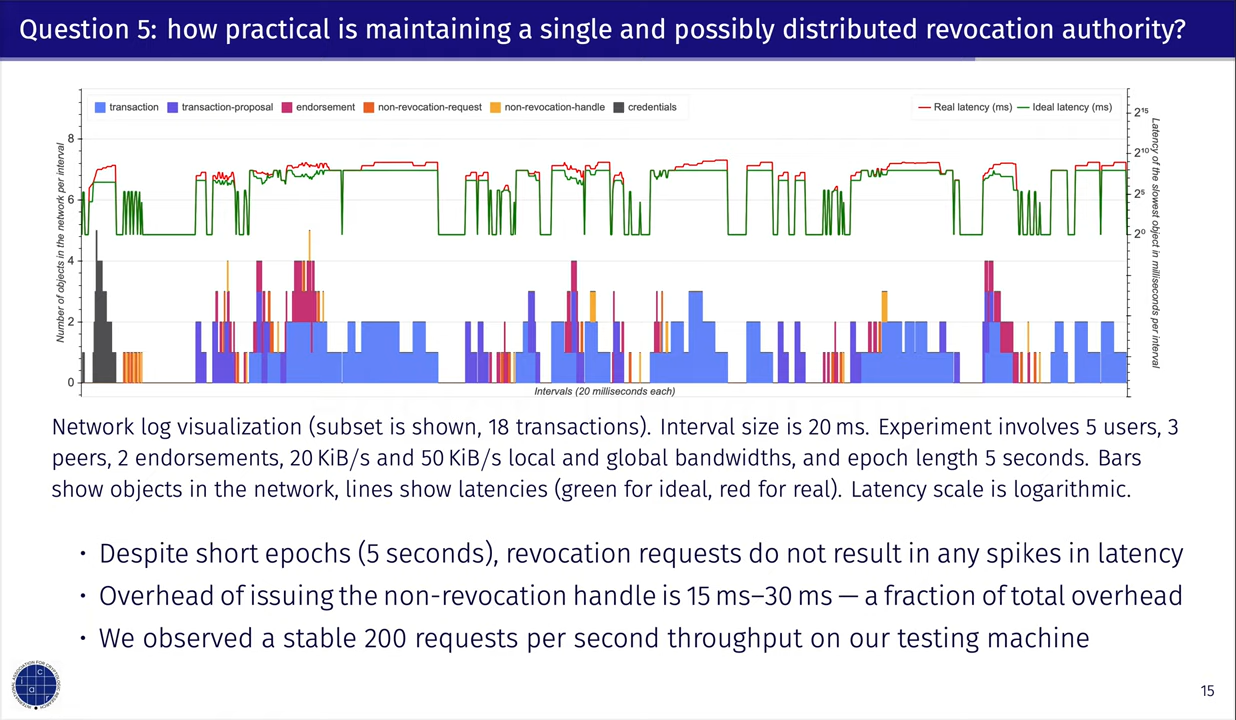 Question 5: how practical is maintaining a single and possibly distributed revocation authority?
transaction
transaction-proposal
endorsement
non-revocation-request
non-revocation-handle
credentials
Real latency (ms)
Ideal latency (ms)
Number of objects in the network per interval
8
6
4
2
0
2¹⁵
2¹⁰
2⁵
2⁰
Latency of the slowest object in milliseconds per interval
Intervals (20 milliseconds each)
Network log visualization (subset is shown, 18 transactions). Interval size is 20 ms. Experiment involves 5 users, 3
peers, 2 endorsements, 20 KiB/s and 50 KiB/s local and global bandwidths, and epoch length 5 seconds. Bars
show objects in the network, lines show latencies (green for ideal, red for real). Latency scale is logarithmic.
• Despite short epochs (5 seconds), revocation requests do not result in any spikes in latency
• Overhead of issuing the non-revocation handle is 15 ms–30 ms — a fraction of total overhead
• We observed a stable 200 requests per second throughput on our testing machine
15